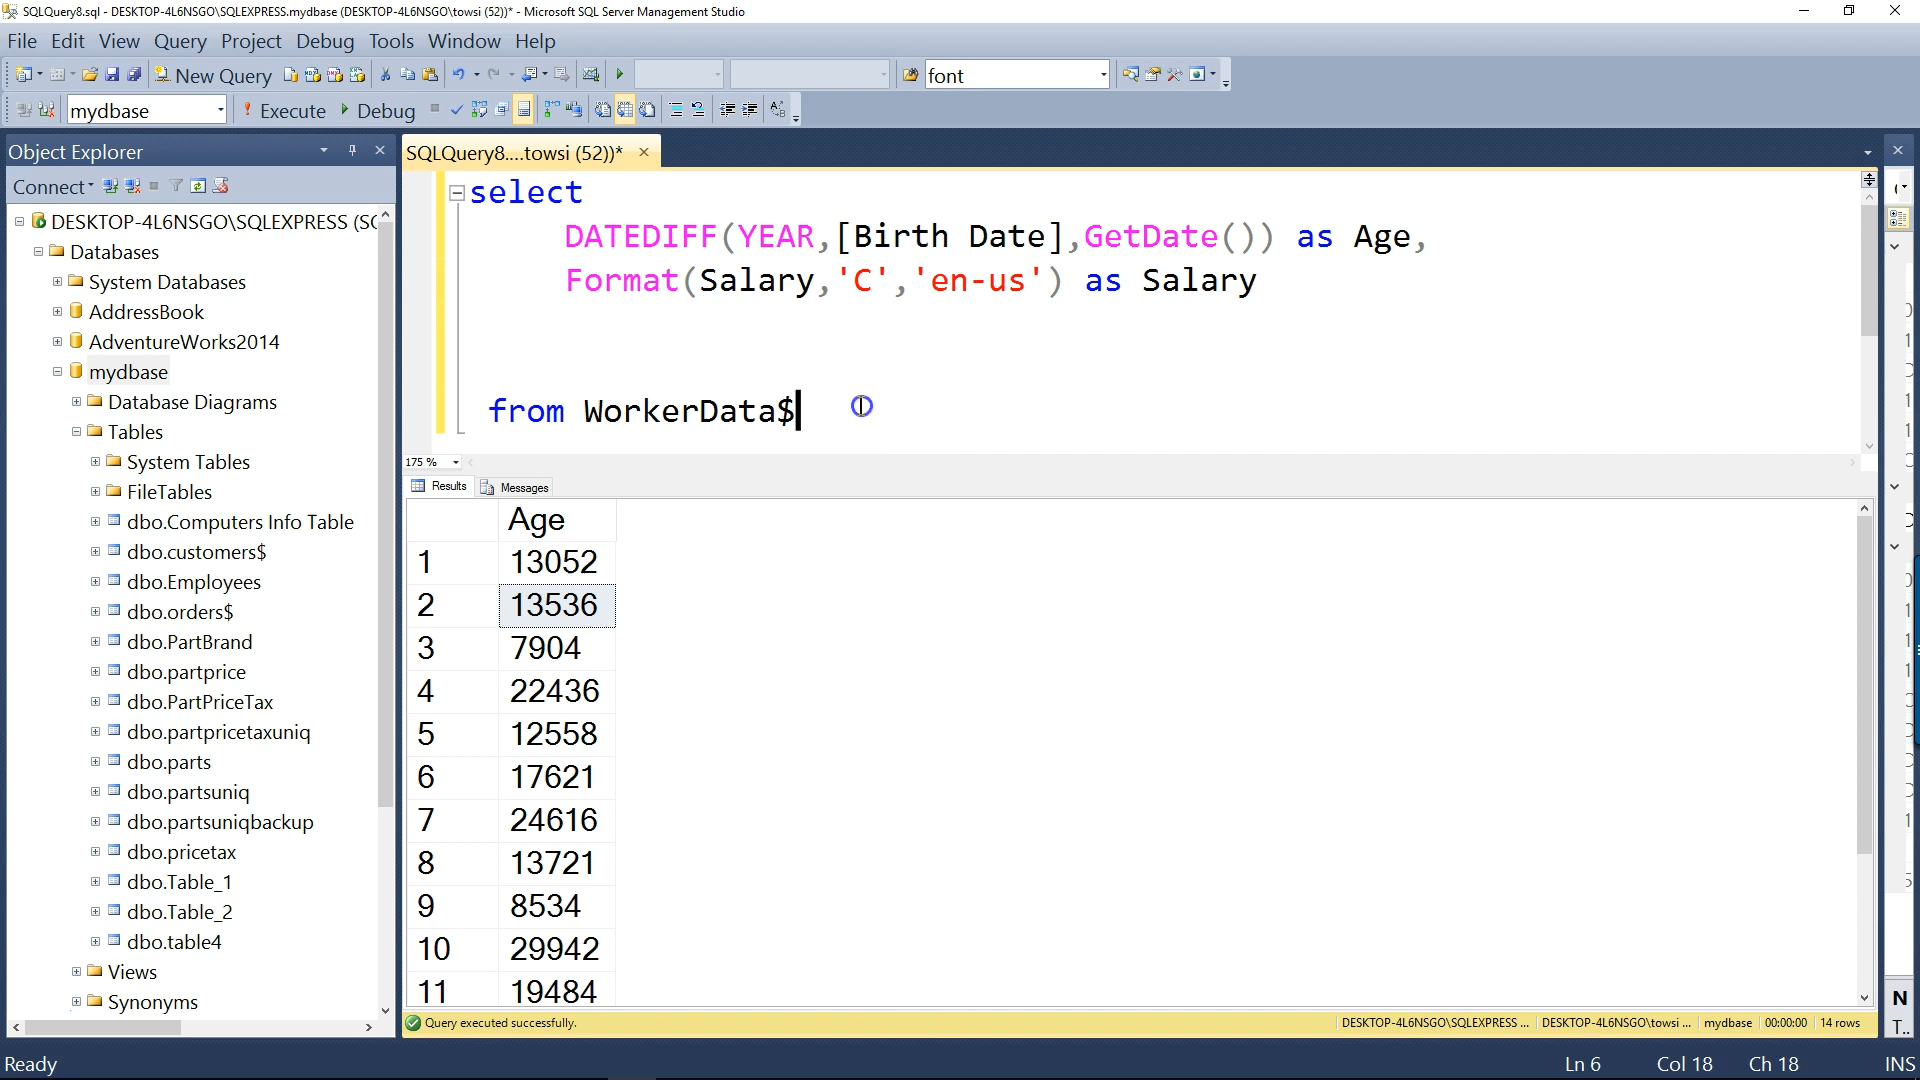 SQLQuery8.sql - DESKTOP-4L6NSGO\SQLEXPRESS.mydbase (DESKTOP-4L6NSGO\towsi (52))* - Microsoft SQL Server Management Studio
File Edit View Query Project Debug Tools Window Help
New Query font
mydbase Execute Debug
Object Explorer
Connect
DESKTOP-4L6NSGO\SQLEXPRESS (SC
Databases
System Databases
AddressBook
AdventureWorks2014
mydbase
Database Diagrams
Tables
System Tables
FileTables
dbo.Computers Info Table
dbo.customers$
dbo.Employees
dbo.orders$
dbo.PartBrand
dbo.partprice
dbo.PartPriceTax
dbo.partpricetaxuniq
dbo.parts
dbo.partsuniq
dbo.partsuniqbackup
dbo.pricetax
dbo.Table_1
dbo.Table_2
dbo.table4
Views
Synonyms
SQLQuery8....towsi (52))*
select
DATEDIFF(YEAR,[Birth Date],GetDate()) as Age,
Format(Salary,'C','en-us') as Salary
from WorkerData$
175 %
Results Messages
Age
1 13052
2 13536
3 7904
4 22436
5 12558
6 17621
7 24616
8 13721
9 8534
10 29942
11 19484
Query executed successfully. DESKTOP-4L6NSGO\SQLEXPRESS ... DESKTOP-4L6NSGO\towsi ... mydbase 00:00:00 14 rows
N
T..
Ready Ln 6 Col 18 Ch 18 INS